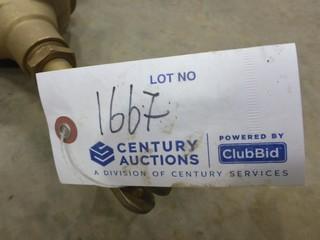 LOT NO
1667
CENTURY AUCTIONS
POWERED BY
ClubBid
A DIVISION OF CENTURY SERVICES